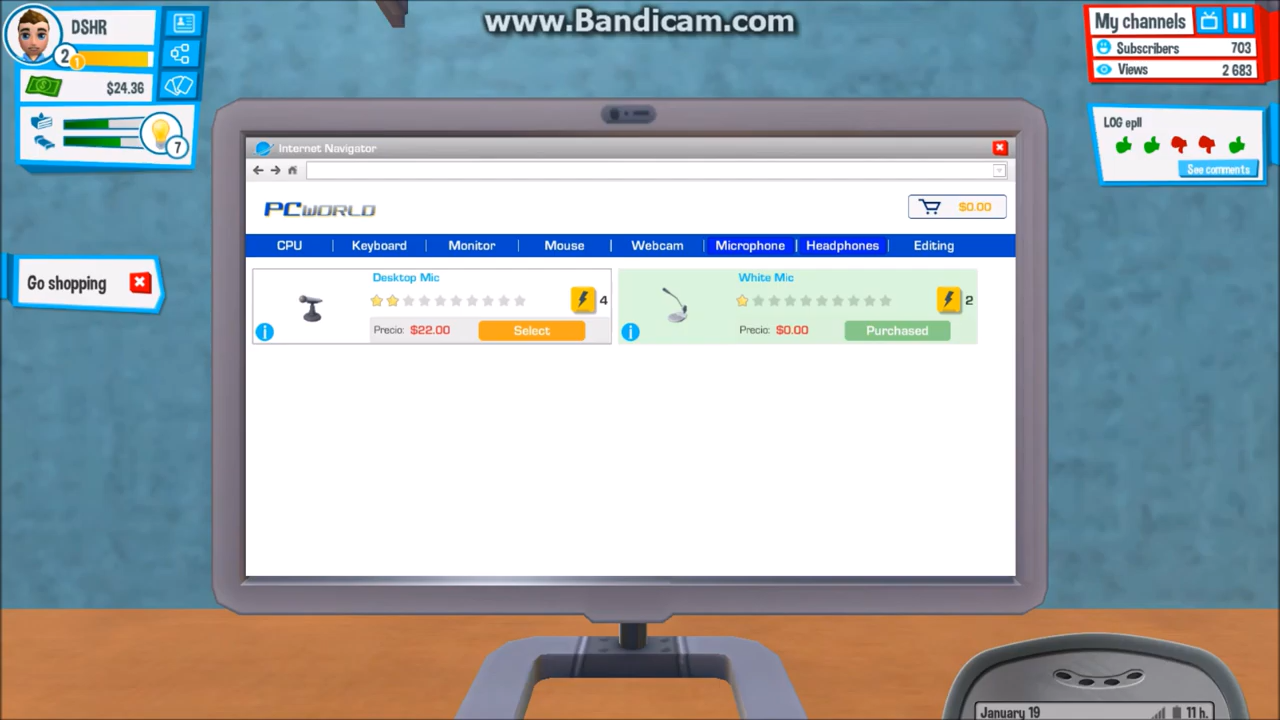 www.Bandicam.com
DSHR
2
1
$24.36
7
My channels
Subscribers 703
Views 2 683
LOG epII
See comments
Go shopping
Internet Navigator
PCWORLD
$0.00
CPU Keyboard Monitor Mouse Webcam Microphone Headphones Editing
Desktop Mic
4
Precio: $22.00 Select
White Mic
2
Precio: $0.00 Purchased
January 19 11 h.